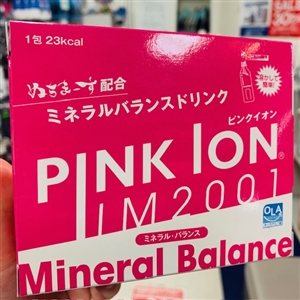 1包 23kcal
ぬちまーす配合
ミネラルバランスドリンク
ピンクイオン
PINK ION®
IM2001
ミネラル・バランス
OLA
Mineral Balance